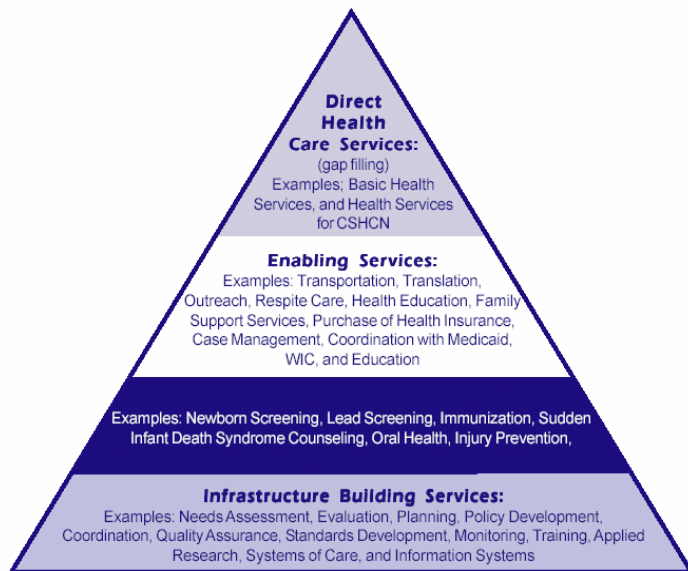 Direct
Health
Care Services:
(gap filling)
Examples; Basic Health
Services, and Health Services
for CSHCN
Enabling Services:
Examples: Transportation, Translation,
Outreach, Respite Care, Health Education, Family
Support Services, Purchase of Health Insurance,
Case Management, Coordination with Medicaid,
WIC, and Education
Examples: Newborn Screening, Lead Screening, Immunization, Sudden
Infant Death Syndrome Counseling, Oral Health, Injury Prevention,
Infrastructure Building Services:
Examples: Needs Assessment, Evaluation, Planning, Policy Development,
Coordination, Quality Assurance, Standards Development, Monitoring, Training, Applied
Research, Systems of Care, and Information Systems